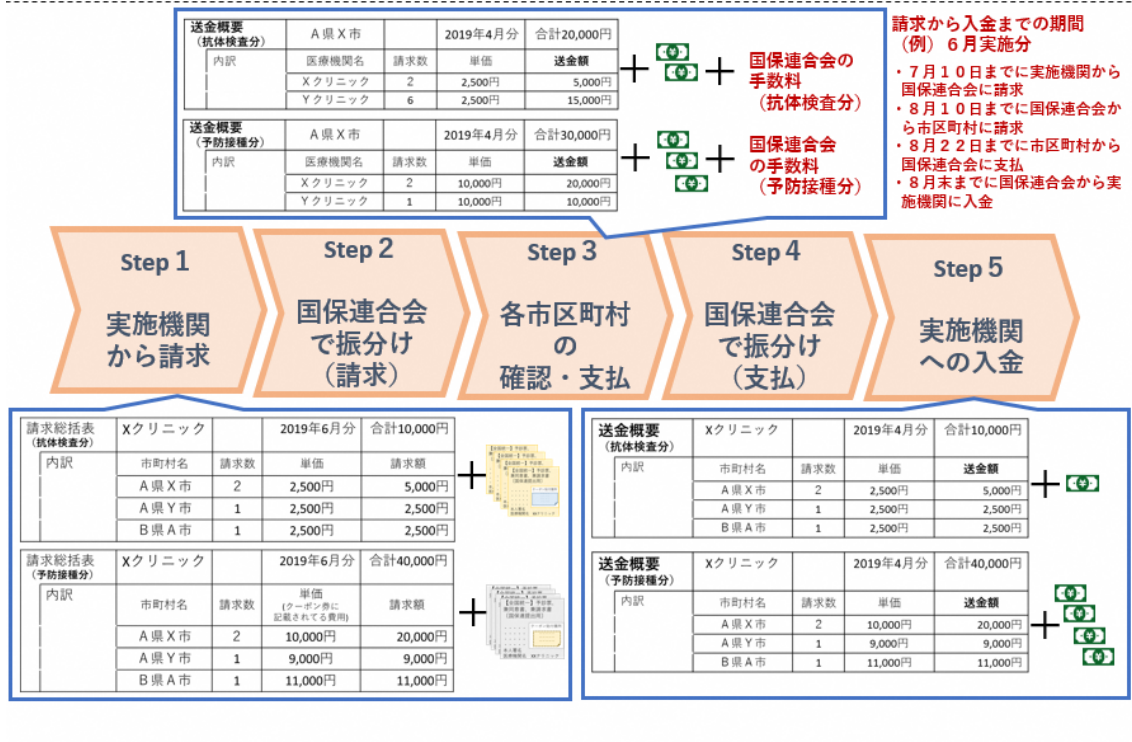 送金概要
（抗体検査分）
A県X市
2019年4月分
合計20,000円
内訳
医療機関名 請求数 単価 送金額
Xクリニック 2 2,500円 5,000円
Yクリニック 6 2,500円 15,000円
国保連合会の
手数料
（抗体検査分）
送金概要
（予防接種分）
A県X市
2019年4月分
合計30,000円
内訳
医療機関名 請求数 単価 送金額
Xクリニック 2 10,000円 20,000円
Yクリニック 1 10,000円 10,000円
国保連合会
の手数料
（予防接種分）
請求から入金までの期間
（例）６月実施分
・７月１０日までに実施機関から
国保連合会に請求
・８月１０日までに国保連合会か
ら市区町村に請求
・８月２２日までに市区町村から
国保連合会に支払
・８月末までに国保連合会から実
施機関に入金
Step 1
実施機関
から請求
Step 2
国保連合会
で振分け
（請求）
Step 3
各市区町村
の
確認・支払
Step 4
国保連合会
で振分け
（支払）
Step 5
実施機関
への入金
請求総括表
（抗体検査分）
Xクリニック
2019年6月分
合計10,000円
内訳
市町村名 請求数 単価 請求額
A県X市 2 2,500円 5,000円
A県Y市 1 2,500円 2,500円
B県A市 1 2,500円 2,500円
請求総括表
（予防接種分）
Xクリニック
2019年6月分
合計40,000円
内訳
市町村名 請求数 単価 請求額
(クーポン券に
記載されてる費用)
A県X市 2 10,000円 20,000円
A県Y市 1 9,000円 9,000円
B県A市 1 11,000円 11,000円
送金概要
（抗体検査分）
Xクリニック
2019年4月分
合計10,000円
内訳
市町村名 請求数 単価 送金額
A県X市 2 2,500円 5,000円
A県Y市 1 2,500円 2,500円
B県A市 1 2,500円 2,500円
送金概要
（予防接種分）
Xクリニック
2019年4月分
合計40,000円
内訳
市町村名 請求数 単価 送金額
A県X市 2 10,000円 20,000円
A県Y市 1 9,000円 9,000円
B県A市 1 11,000円 11,000円